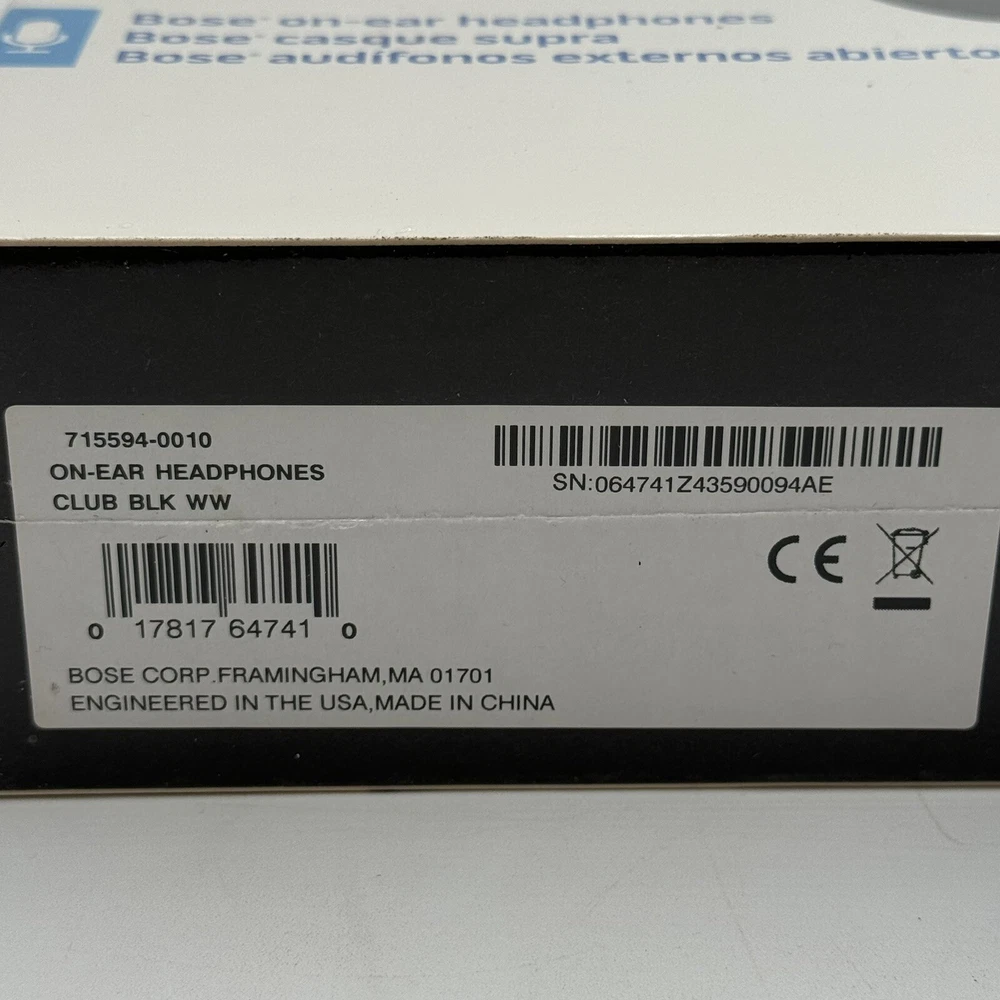 Bose® on-ear headphones
Bose® casque supra
Bose® audífonos externos abierto
715594-0010
ON-EAR HEADPHONES
CLUB BLK WW
SN:064741Z43590094AE
CE
0 17817 64741 0
BOSE CORP.FRAMINGHAM,MA 01701
ENGINEERED IN THE USA,MADE IN CHINA